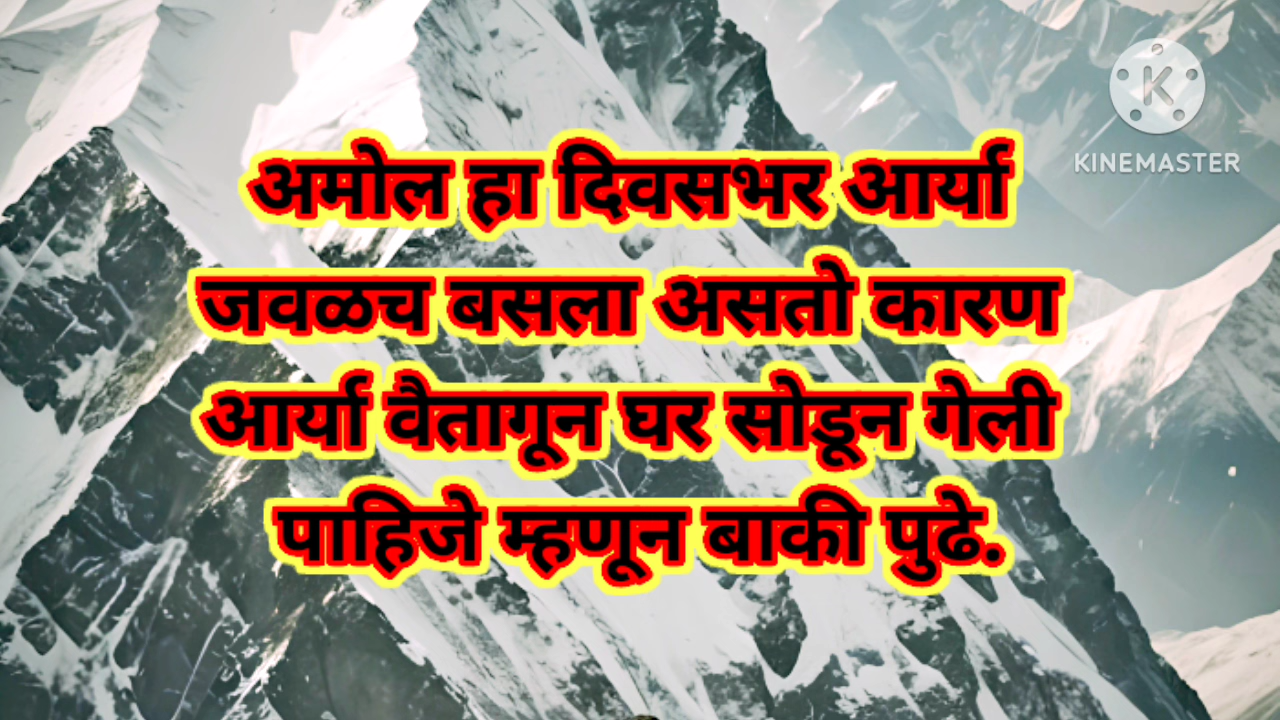 KINEMASTER
अमोल हा दिवसभर आर्या
जवळच बसला असतो कारण
आर्या वैतागून घर सोडून गेली
पाहिजे म्हणून बाकी पुढे.